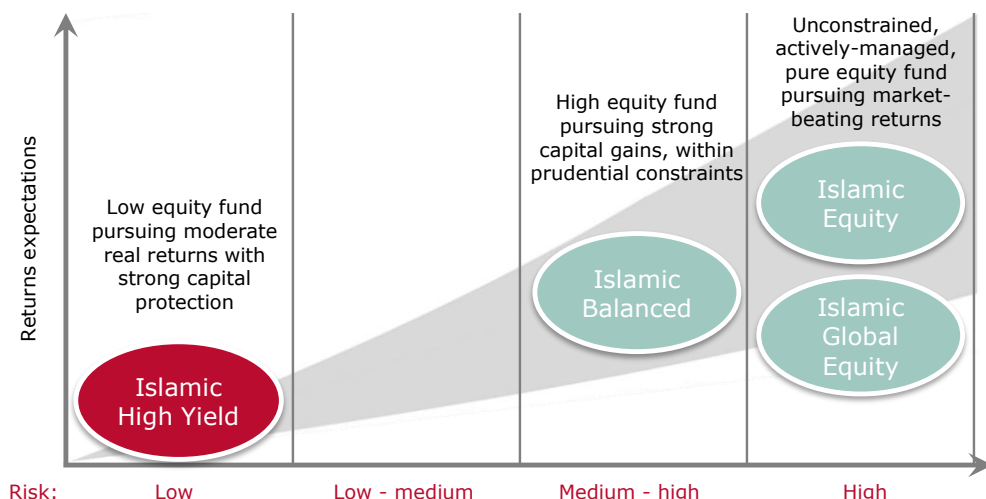 Returns expectations
Low equity fund
pursuing moderate
real returns with
strong capital
protection
Islamic
High Yield
High equity fund
pursuing strong
capital gains, within
prudential constraints
Islamic
Balanced
Unconstrained,
actively-managed,
pure equity fund
pursuing market-
beating returns
Islamic
Equity
Islamic
Global
Equity
Risk: Low Low - medium Medium - high High